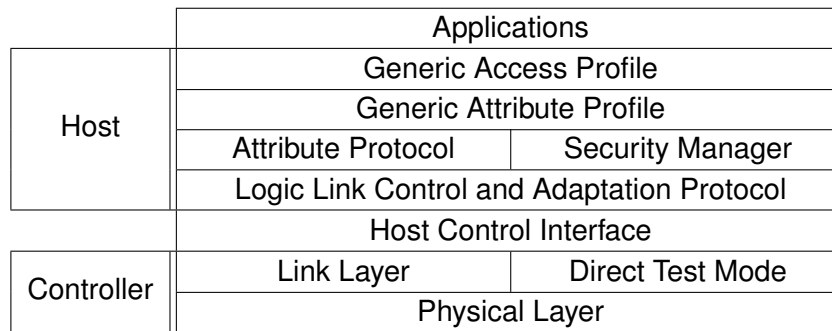 Applications
Host
Generic Access Profile
Generic Attribute Profile
Attribute Protocol Security Manager
Logic Link Control and Adaptation Protocol
Host Control Interface
Controller
Link Layer Direct Test Mode
Physical Layer